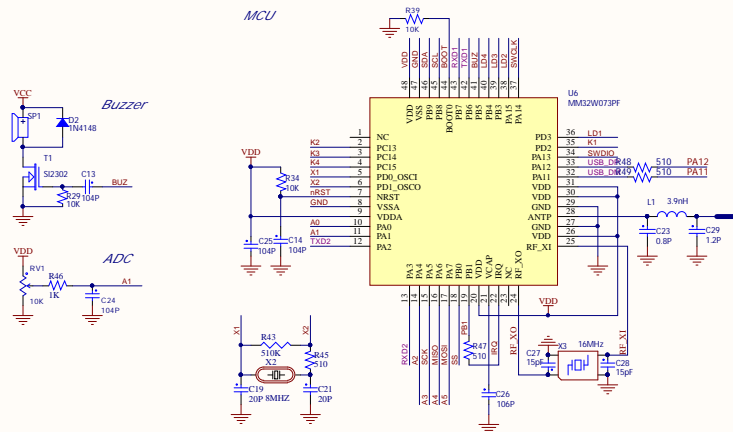 MCU
R39
10K
VDD
GND
SDA
SCL
BOOT
RXD1
TXD1
BUZ
LD4
LD3
LD2
SWCLK
48
47
46
45
44
43
42
41
40
39
38
37
VDD
VSS
PB9
PB8
BOOT0
PB7
PB6
PB5
PB4
PB3
PA15
PA14
U6
MM32W073PF
VCC
Buzzer
SP1
D2
1N4148
T1
SI2302
C13
104P
BUZ
R29
10K
VDD
ADC
RV1
10K
R46
1K
A1
C24
104P
VDD
R34
10K
C25
104P
C14
104P
1 NC
K2 2 PC13
K3 3 PC14
K4 4 PC15
X1 5 PD0_OSCI
X2 6 PD1_OSCO
nRST 7 NRST
GND 8 VSSA
9 VDDA
A0 10 PA0
A1 11 PA1
TXD2 12 PA2
PD3 36 LD1
PD2 35 K1
PA13 34 SWDIO
PA12 33 USB_D
R48 510 PA12
PA11 32 USB_D
R49 510 PA11
VDD 31
VDD 30
GND 29
ANTP 28
GND 27
VDD 26
RF_XI 25
L1 3.9nH
C23
0.8P
C29
1.2P
PA3
PA4
PA5
PA6
PA7
PB0
PB1
VDD
VCAP
IRQ
NC
RF_XO
13
14
15
16
17
18
19
20
21
22
23
24
RXD2
A2
A3 SCK
A4 MISO
A5 MOSI
SS
PB1
R47
510
IRQ
C26
106P
RF_XO
VDD
X3 16MHz
C27
15pF
C28
15pF
RF_XI
X1
X2
R43
510K
X2
R45
510
C19
20P
8MHZ
C21
20P